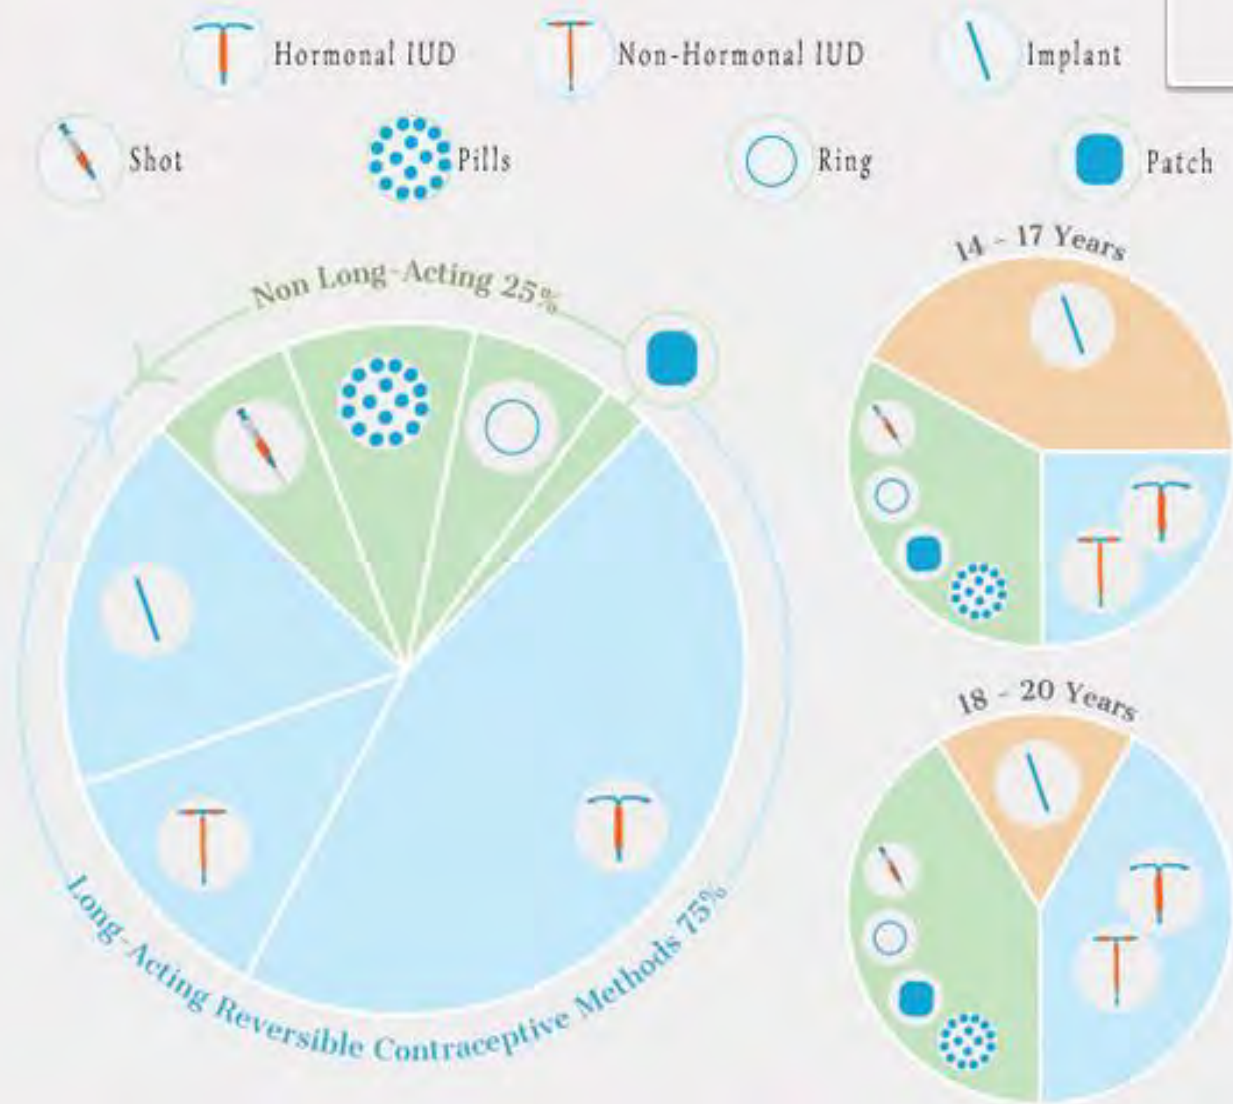 Hormonal IUD
Non-Hormonal IUD
Implant
Shot
Pills
Ring
Patch
Non Long-Acting 25%
Long-Acting Reversible Contraceptive Methods 75%
14 - 17 Years
18 - 20 Years